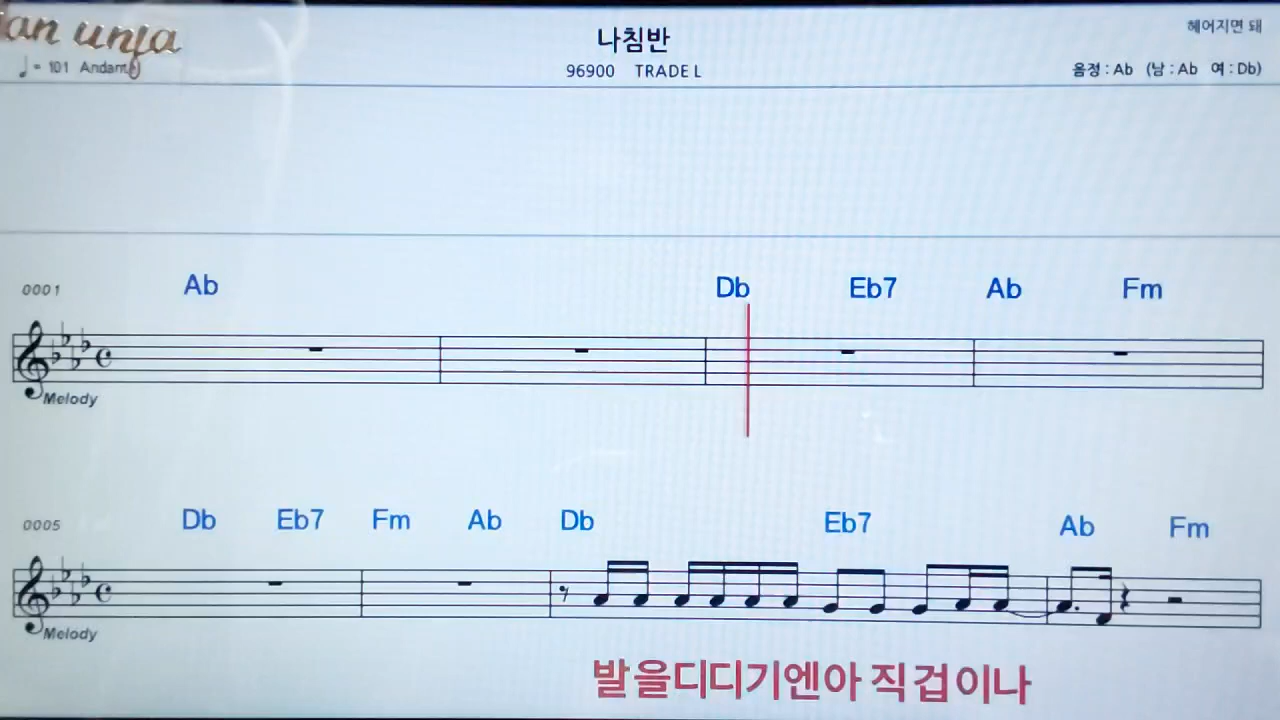 나침반
헤어지면 돼
♩= 101 Andante
96900 TRADE L
음정 : Ab (남 : Ab 여 : Db)
0001 Ab Db Eb7 Ab Fm
Melody
0005 Db Eb7 Fm Ab Db Eb7 Ab Fm
Melody
발을디디기엔아 직겁이나